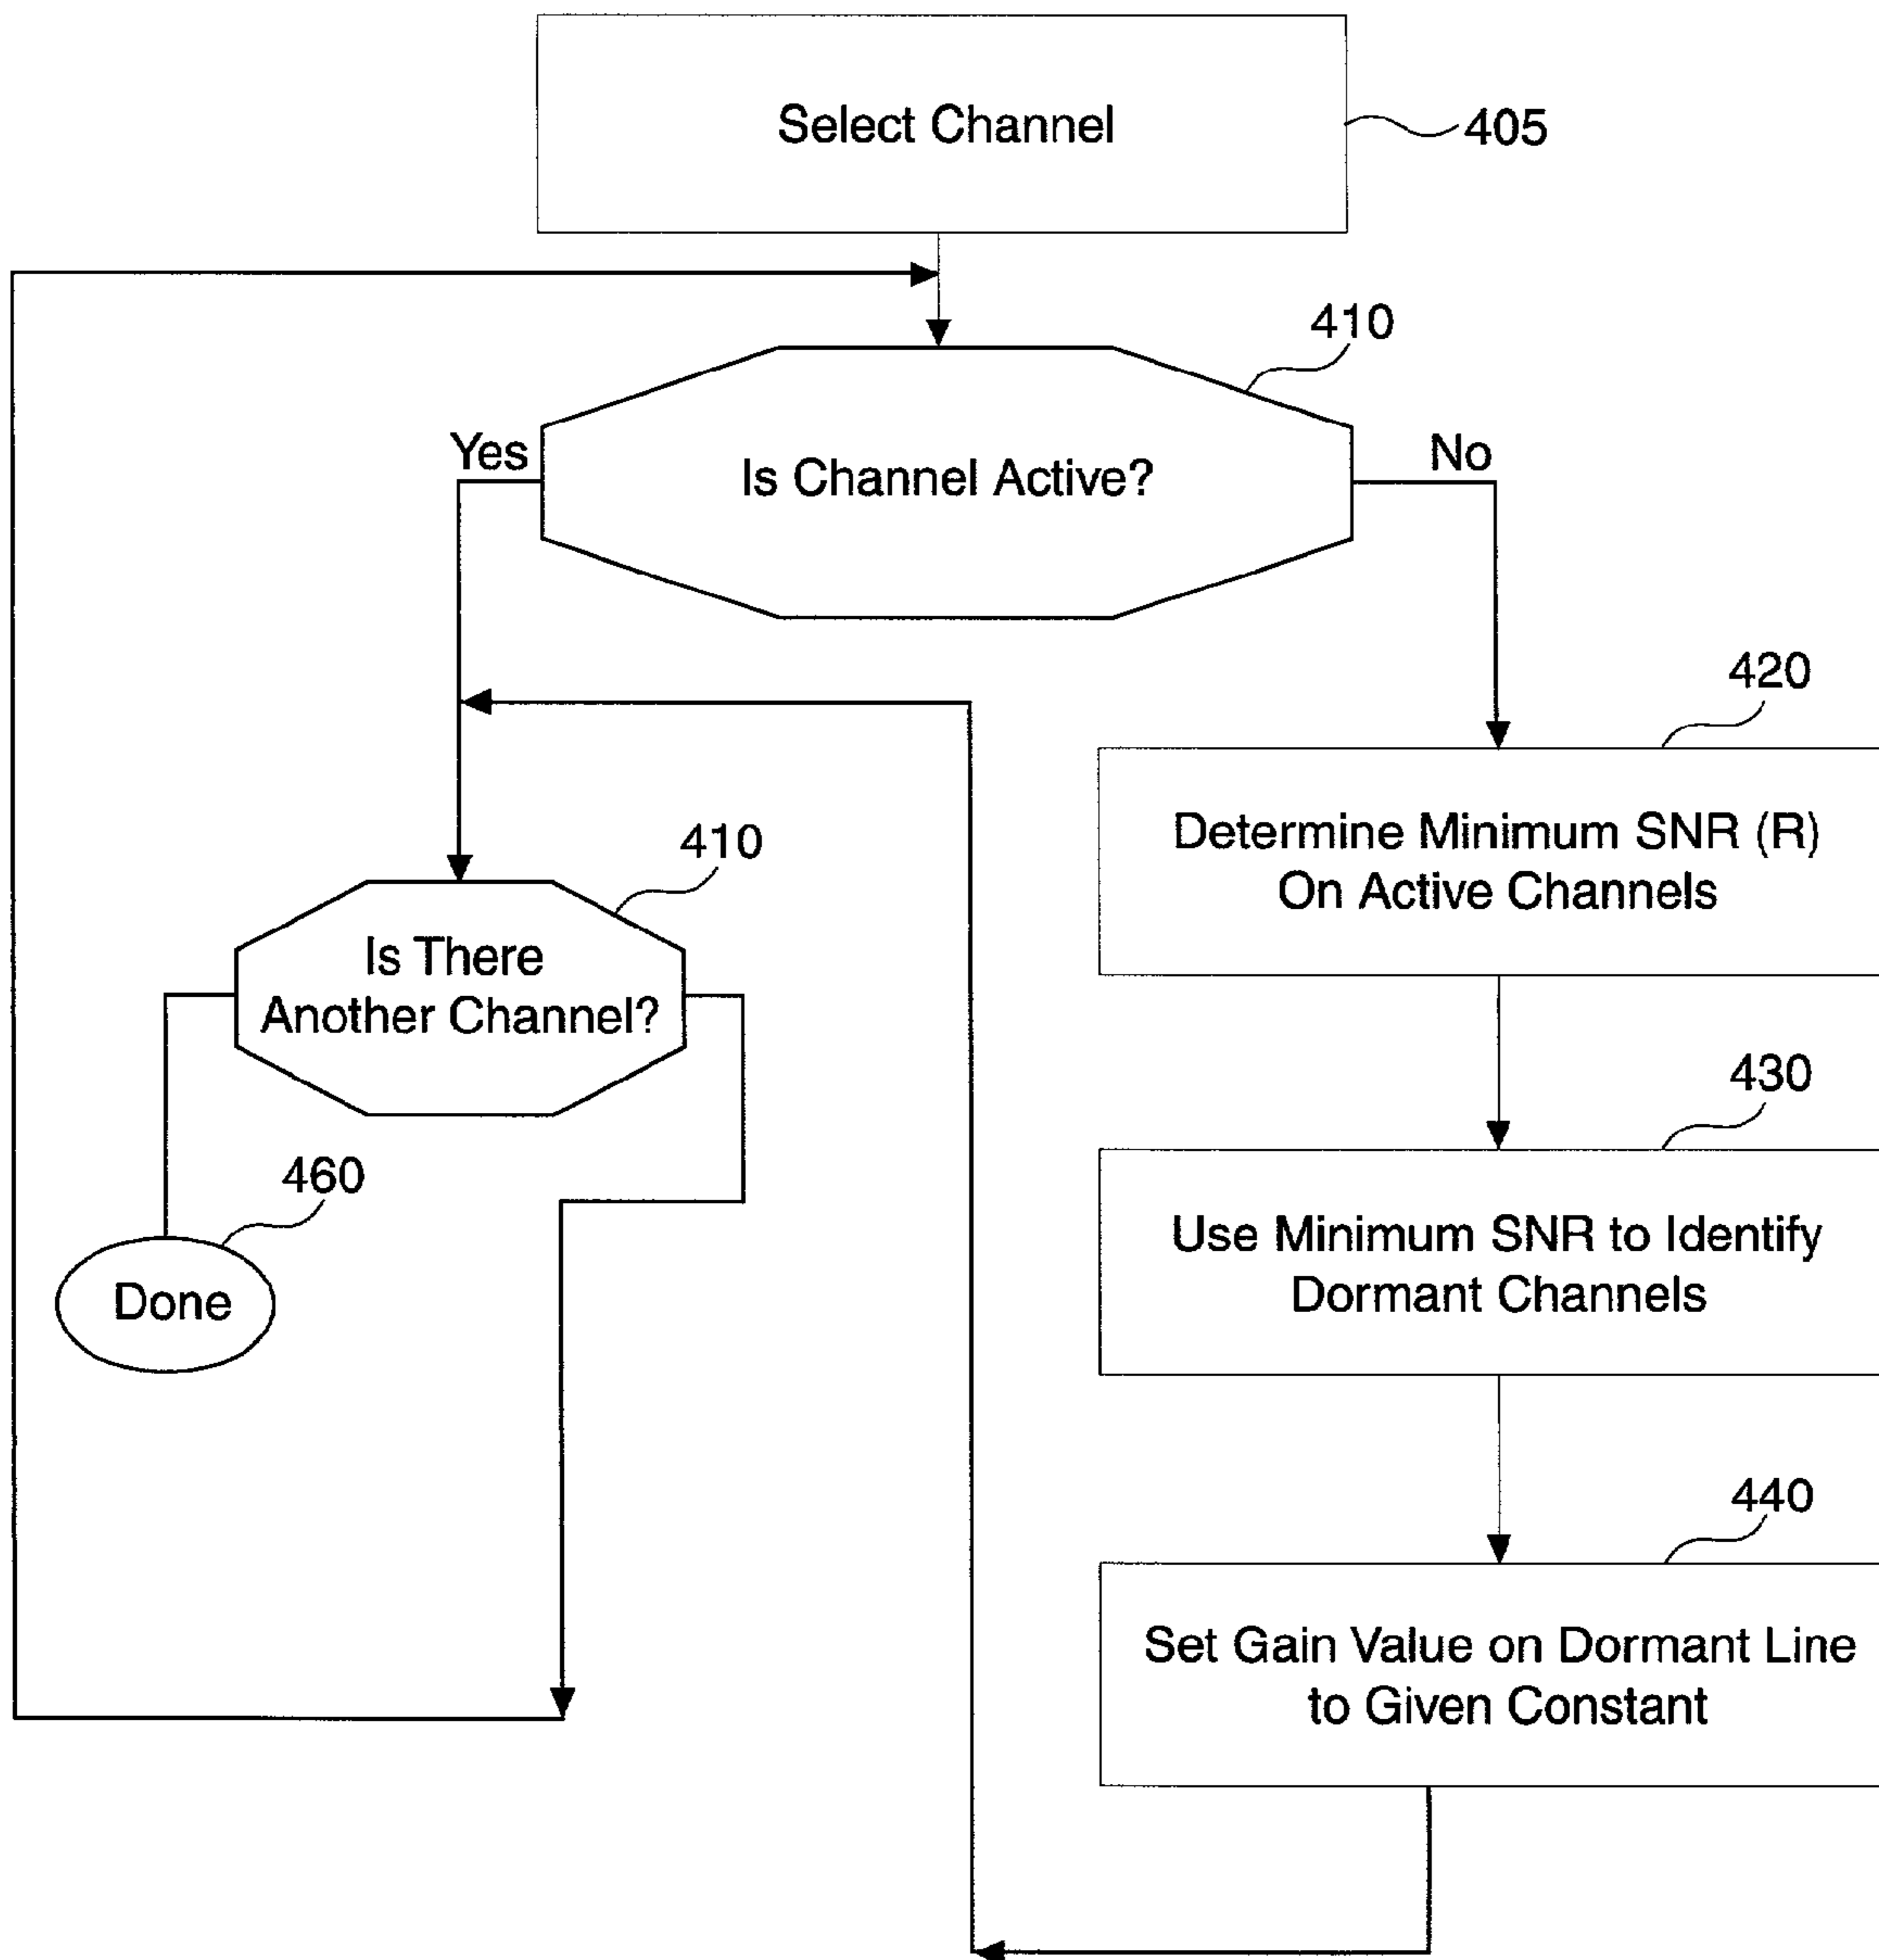 Select Channel
405
410
Yes
Is Channel Active?
No
420
Determine Minimum SNR (R)
On Active Channels
410
Is There
Another Channel?
430
Use Minimum SNR to Identify
Dormant Channels
460
Done
440
Set Gain Value on Dormant Line
to Given Constant